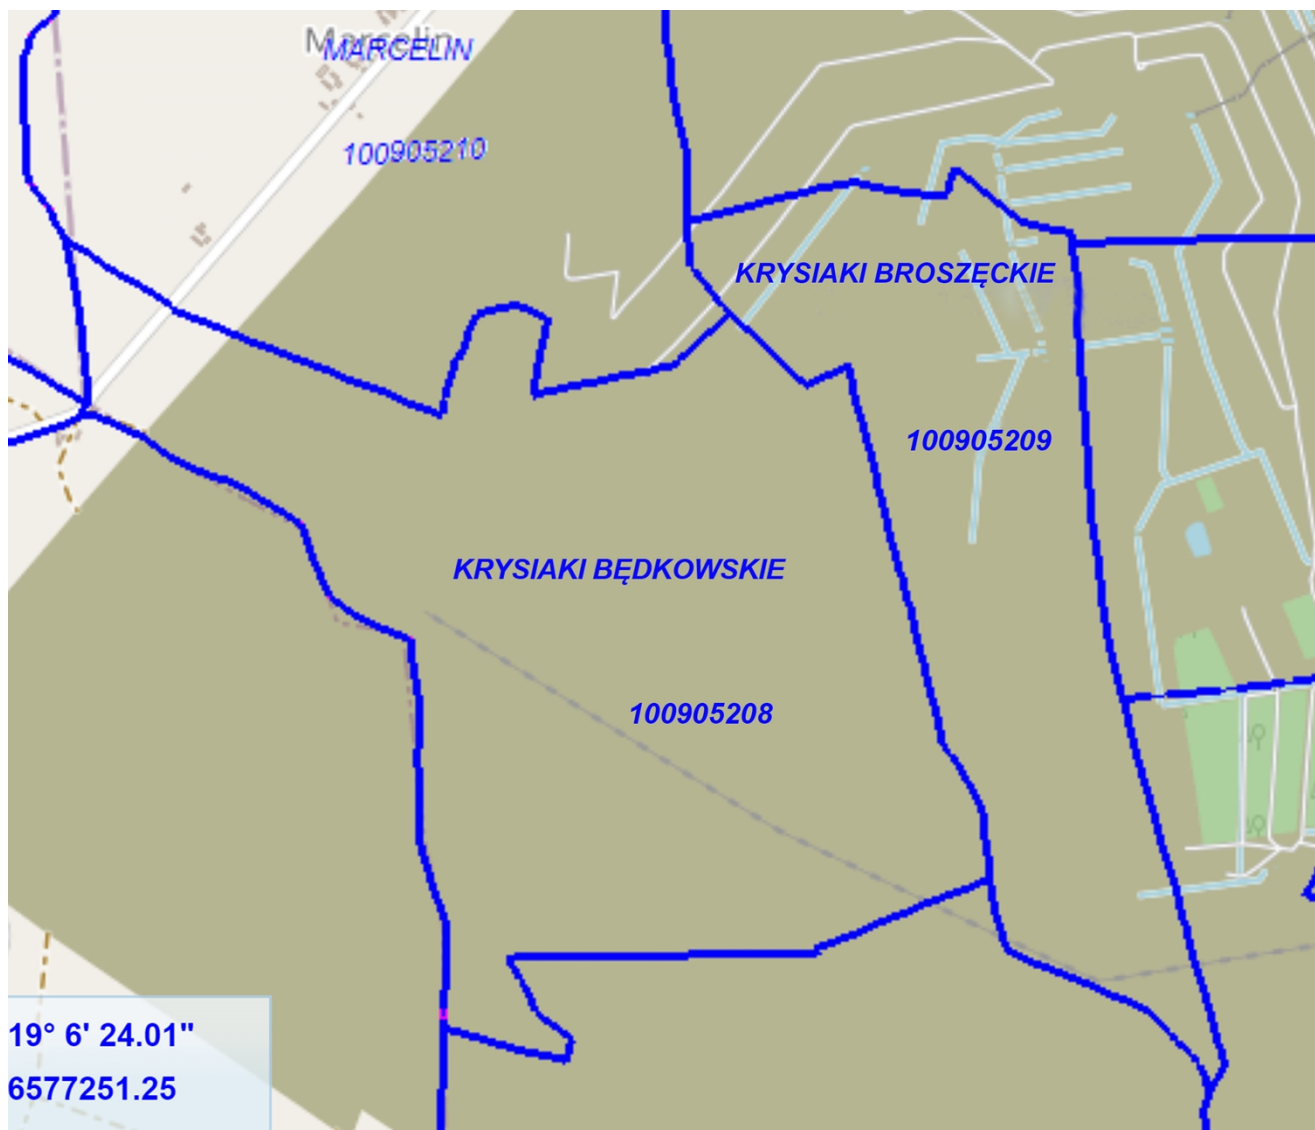 Marcelin
MARCELIN
100905210
KRYSIAKI BROSZĘCKIE
100905209
KRYSIAKI BĘDKOWSKIE
100905208
19° 6' 24.01"
6577251.25